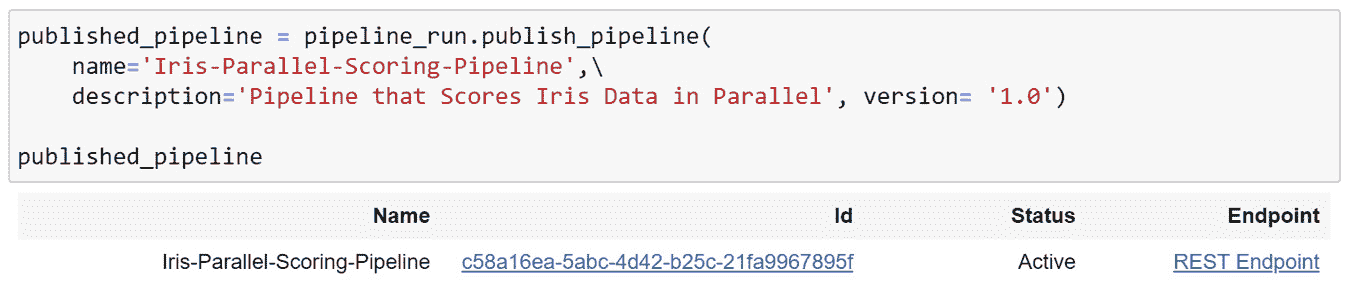 published_pipeline = pipeline_run.publish_pipeline(
    name='Iris-Parallel-Scoring-Pipeline',\
    description='Pipeline that Scores Iris Data in Parallel', version= '1.0')

published_pipeline
Name Id Status Endpoint
Iris-Parallel-Scoring-Pipeline c58a16ea-5abc-4d42-b25c-21fa9967895f Active REST Endpoint